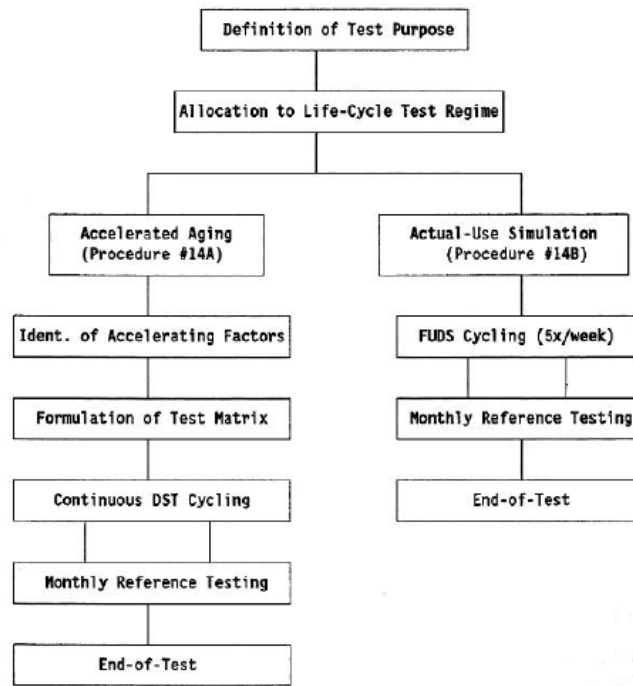 Definition of Test Purpose
Allocation to Life-Cycle Test Regime
Accelerated Aging
(Procedure #14A)
Actual-Use Simulation
(Procedure #14B)
Ident. of Accelerating Factors
FUDS Cycling (5x/week)
Formulation of Test Matrix
Monthly Reference Testing
Continuous DST Cycling
End-of-Test
Monthly Reference Testing
End-of-Test